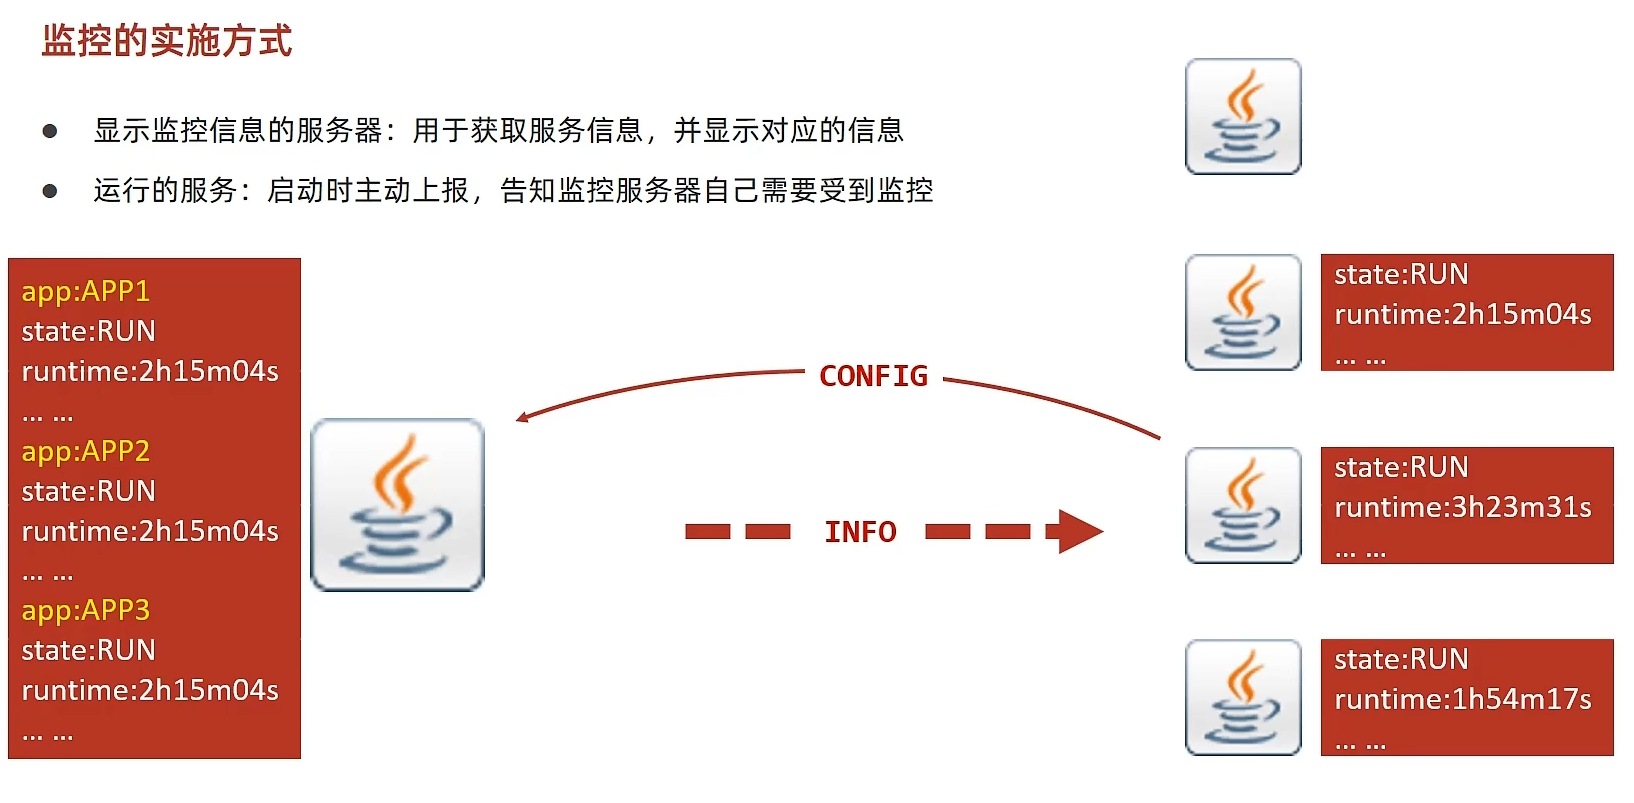 监控的实施方式
● 显示监控信息的服务器：用于获取服务信息，并显示对应的信息
● 运行的服务：启动时主动上报，告知监控服务器自己需要受到监控
app:APP1
state:RUN
runtime:2h15m04s
... ...
app:APP2
state:RUN
runtime:2h15m04s
... ...
app:APP3
state:RUN
runtime:2h15m04s
... ...
CONFIG
INFO
state:RUN
runtime:2h15m04s
... ...
state:RUN
runtime:3h23m31s
... ...
state:RUN
runtime:1h54m17s
... ...